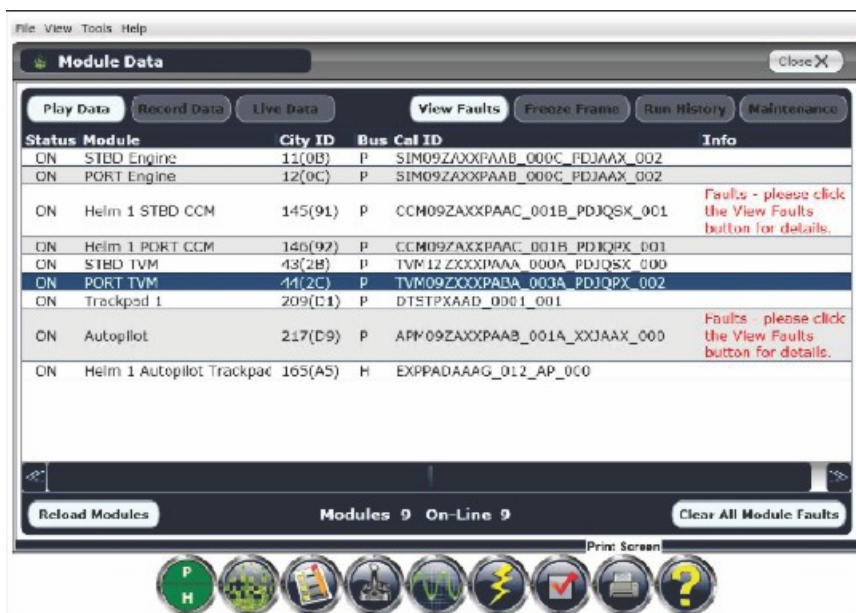 File View Tools Help
Module Data
Close X
Play Data Record Data Live Data View Faults Freeze Frame Run History Maintenance
Status Module City ID Bus Cal ID Info
ON STBD Engine 11(0B) P SIM09ZAXXPAAB_000C_PDJAAX_002
ON PORT Engine 12(0C) P SIM09ZAXXPAAB_000C_PDJAAX_002
Faults - please click
ON Helm 1 STBD CCM 145(91) P CCM09ZAXXPAAC_001B_PDJQSX_001 the View Faults
button for details.
ON Helm 1 PORT CCM 146(92) P CCM09ZAXXPAAC_001B_PDJQPX_001
ON STBD TVM 43(2B) P TVM12ZXXXPAAA_000A_PDJQSX_000
ON PORT TVM 44(2C) P TVM09ZXXXPABA_003A_PDJQPX_002
ON Trackpad 1 209(D1) P DTSTPXAAD_0001_001
Faults - please click
ON Autopilot 217(D9) P APM09ZXXXPAAB_001A_XXJAAX_000 the View Faults
button for details.
ON Helm 1 Autopilot Trackpad 165(A5) H EXPPADAAAG_012_AP_000
Reload Modules Modules 9 On-Line 9 Clear All Module Faults
Print Screen
P
H
?